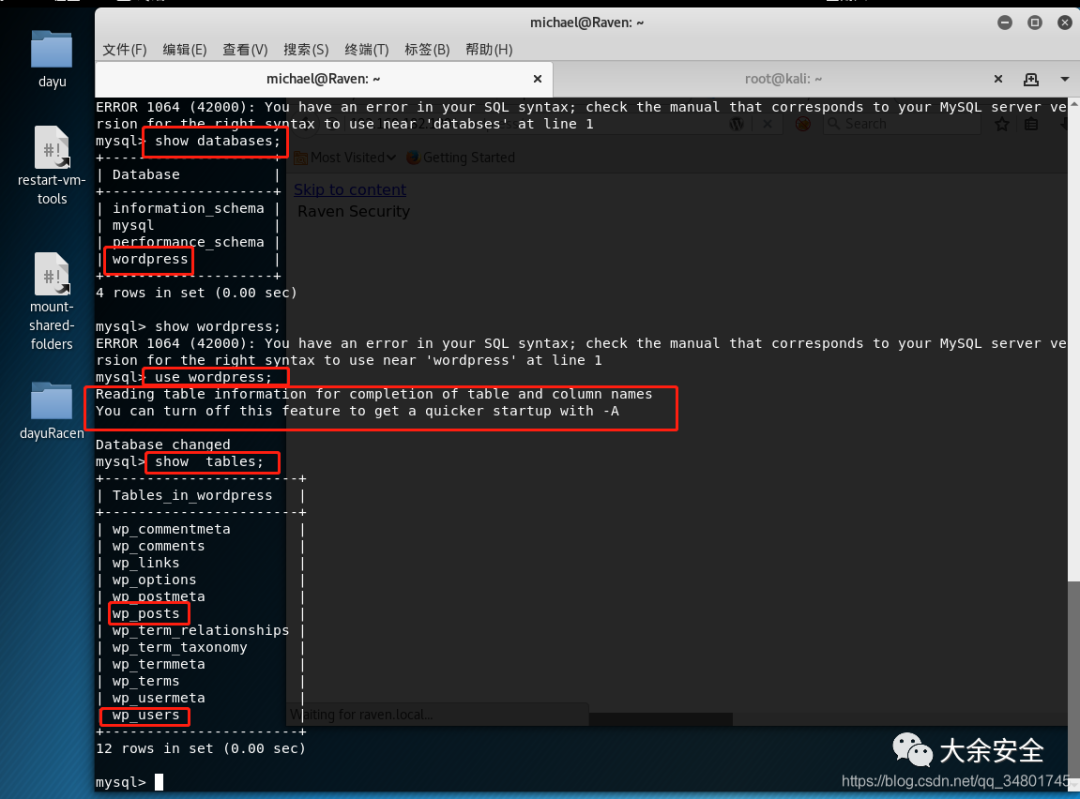 michael@Raven: ~
文件(F) 编辑(E) 查看(V) 搜索(S) 终端(T) 标签(B) 帮助(H)
michael@Raven: ~ × root@kali: ~ ×
dayu
restart-vm-
tools
mount-
shared-
folders
dayuRacen
ERROR 1064 (42000): You have an error in your SQL syntax; check the manual that corresponds to your MySQL server ve
rsion for the right syntax to use near 'databses' at line 1
Search
mysql> show databases;
Most Visited Getting Started
+--------------------+
| Database           |
+--------------------+
Skip to content
| information_schema |
Raven Security
| mysql              |
| performance_schema |
| wordpress          |
+--------------------+
4 rows in set (0.00 sec)
mysql> show wordpress;
ERROR 1064 (42000): You have an error in your SQL syntax; check the manual that corresponds to your MySQL server ve
rsion for the right syntax to use near 'wordpress' at line 1
mysql> use wordpress;
Reading table information for completion of table and column names
You can turn off this feature to get a quicker startup with -A
Database changed
mysql> show  tables;
+-----------------------+
| Tables_in_wordpress   |
+-----------------------+
| wp_commentmeta        |
| wp_comments           |
| wp_links              |
| wp_options            |
| wp_postmeta           |
| wp_posts              |
| wp_term_relationships |
| wp_term_taxonomy      |
| wp_termmeta           |
| wp_terms              |
| wp_usermeta           |
| wp_users              |
Waiting for raven.local...
+-----------------------+
12 rows in set (0.00 sec)
mysql>
大余安全
https://blog.csdn.net/qq_34801745